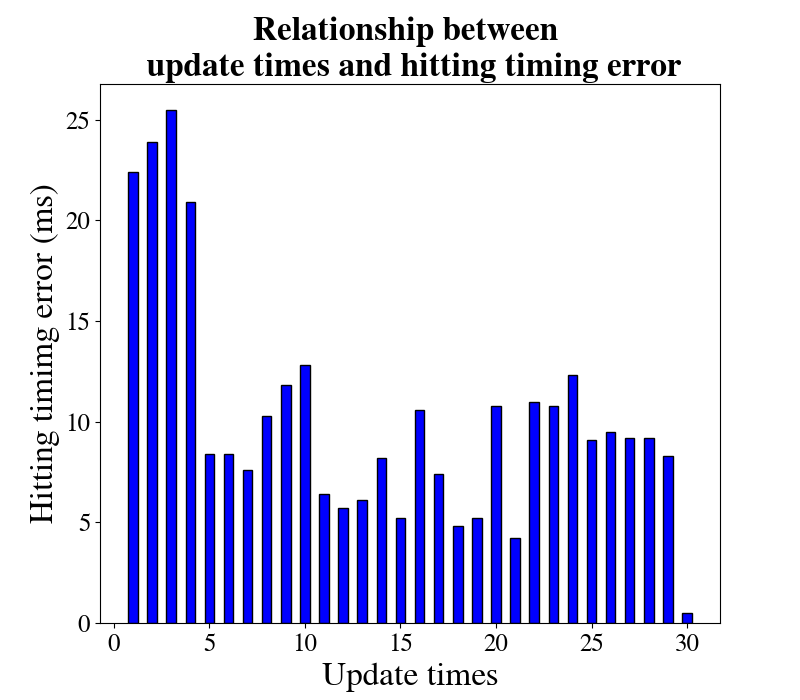 Relationship between
update times and hitting timing error
Hitting timimg error (ms)
25
20
15
10
5
0
0 5 10 15 20 25 30
Update times